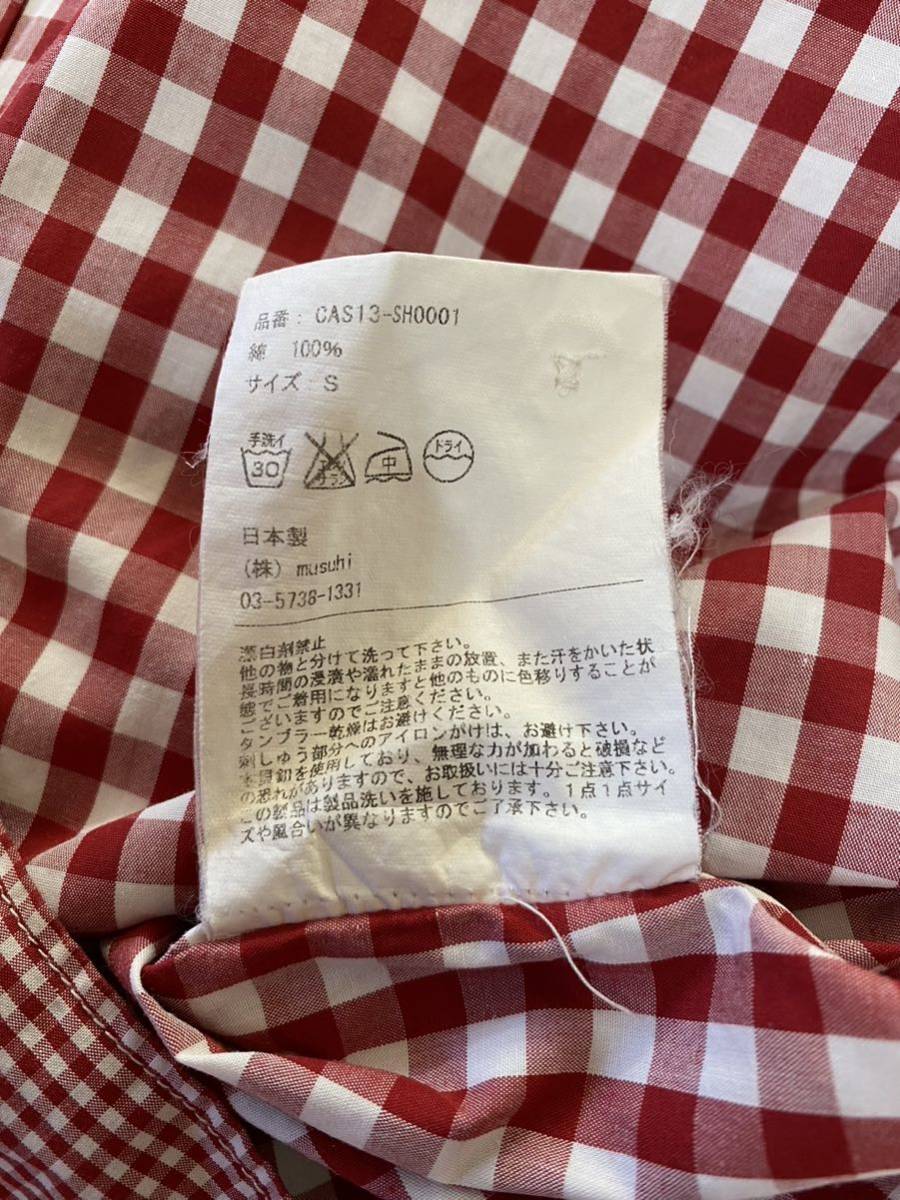 品番: CAS13-SH0001
綿 100%
サイズ: S
手洗イ
30
中
ドライ
日本製
(株) musuhi
03-5738-1331
漂白剤禁止
他の物と分けて洗って下さい。
長時間の浸漬や濡れたままの放置、また汗をかいた状
態でご着用になりますと他のものに色移りすることが
ございますのでご注意ください。
タンブラー乾燥はお避けください。
刺しゅう部分へのアイロンがけは、お避け下さい。
を使用しており、無理な力が加わると破損など
の恐れがありますので、お取扱いには十分ご注意下さい。
この製品は製品洗いを施しております。1点1点サイ
ズや風合いが異なりますのでご了承下さい。